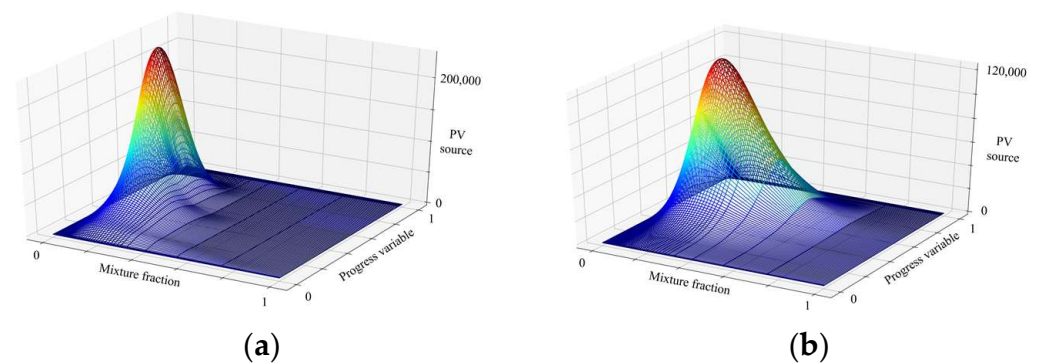 200,000
PV
source
0
1
Progress variable
0
Mixture fraction
1
0
(a)
120,000
PV
source
0
1
Progress variable
0
Mixture fraction
1
0
(b)